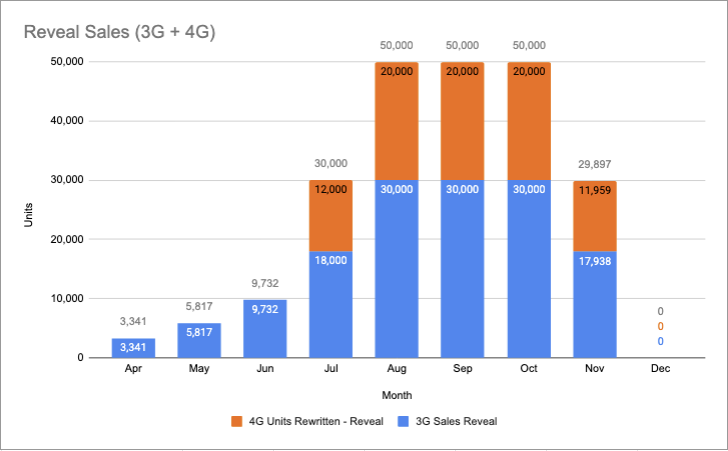 Reveal Sales (3G + 4G)
50,000 50,000 50,000
50,000
20,000 20,000 20,000
40,000
30,000 29,897
30,000
12,000 30,000 30,000 30,000 11,959
Units
20,000
18,000 17,938
9,732
10,000
5,817 9,732
3,341 5,817 3,341
0
0
0
0
Apr May Jun Jul Aug Sep Oct Nov Dec
Month
4G Units Rewritten - Reveal 3G Sales Reveal